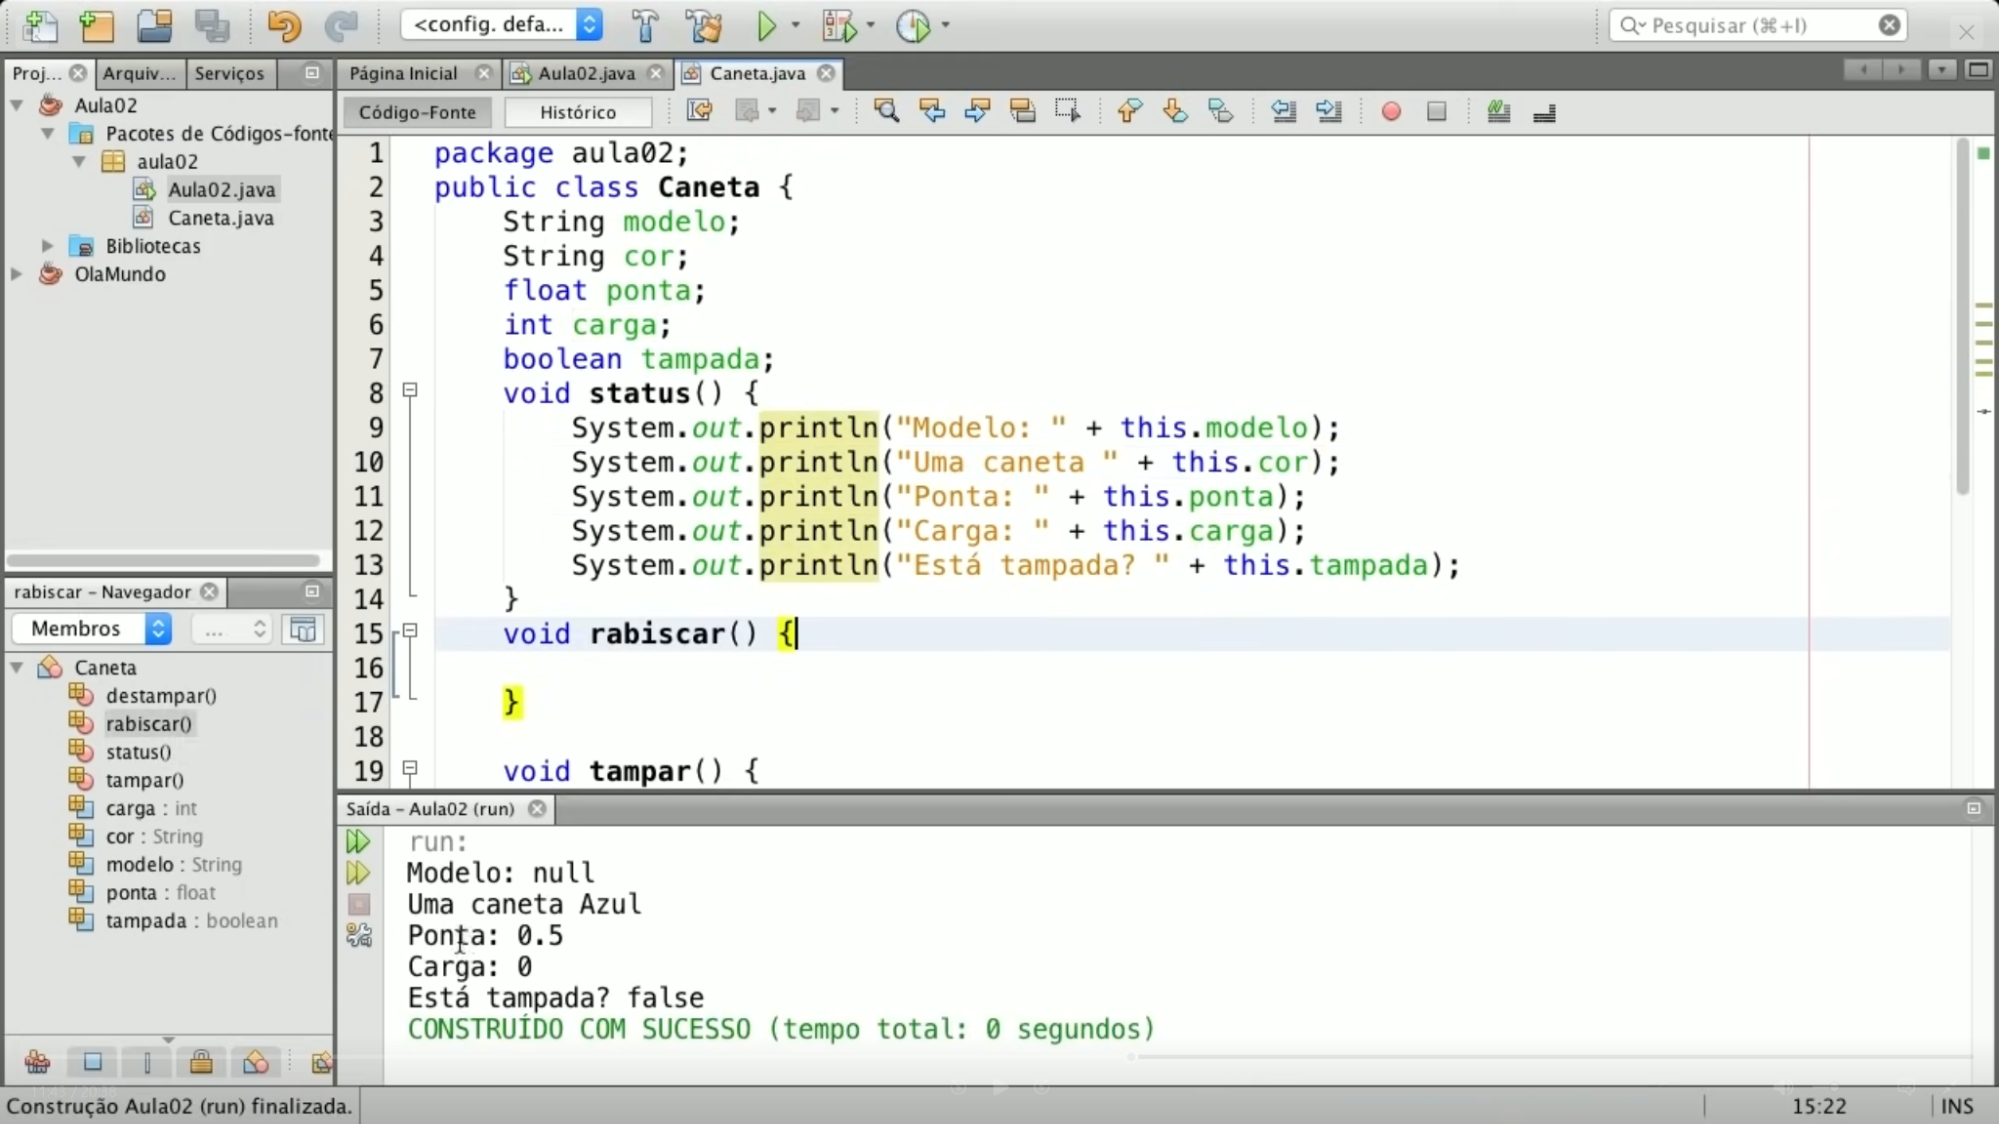 <config. defa...
Pesquisar (⌘+I)
Proj...
Arquiv...
Serviços
Página Inicial
Aula02.java
Caneta.java
Código-Fonte
Histórico
Aula02
Pacotes de Códigos-fonte
aula02
Aula02.java
Caneta.java
Bibliotecas
OlaMundo
1 package aula02;
2 public class Caneta {
3 String modelo;
4 String cor;
5 float ponta;
6 int carga;
7 boolean tampada;
8 void status() {
9 System.out.println("Modelo: " + this.modelo);
10 System.out.println("Uma caneta " + this.cor);
11 System.out.println("Ponta: " + this.ponta);
12 System.out.println("Carga: " + this.carga);
13 System.out.println("Está tampada? " + this.tampada);
14 }
15 void rabiscar() {
16
17 }
18
19 void tampar() {
rabiscar – Navegador
Membros
...
Caneta
destampar()
rabiscar()
status()
tampar()
carga : int
cor : String
modelo : String
ponta : float
tampada : boolean
Saída – Aula02 (run)
run:
Modelo: null
Uma caneta Azul
Ponta: 0.5
Carga: 0
Está tampada? false
CONSTRUÍDO COM SUCESSO (tempo total: 0 segundos)
Construção Aula02 (run) finalizada.
15:22
INS